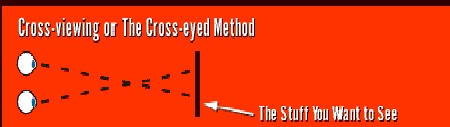 Cross-viewing or The Cross-eyed Method
The Stuff You Want to See